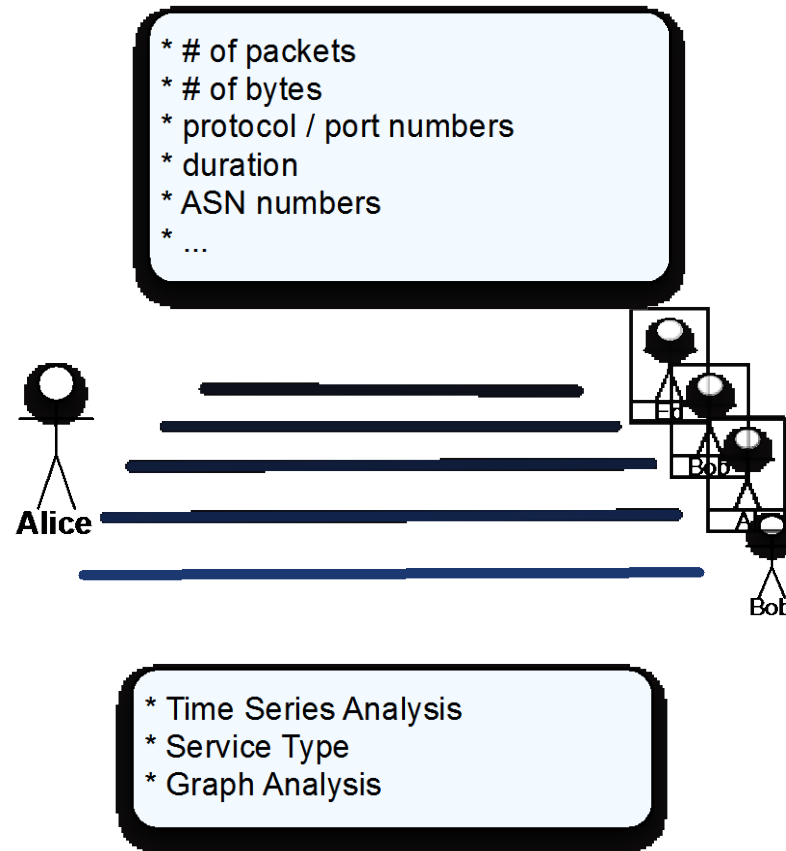 * # of packets
* # of bytes
* protocol / port numbers
* duration
* ASN numbers
* ...
Ed
Bob
Alice
Bob
* Time Series Analysis
* Service Type
* Graph Analysis